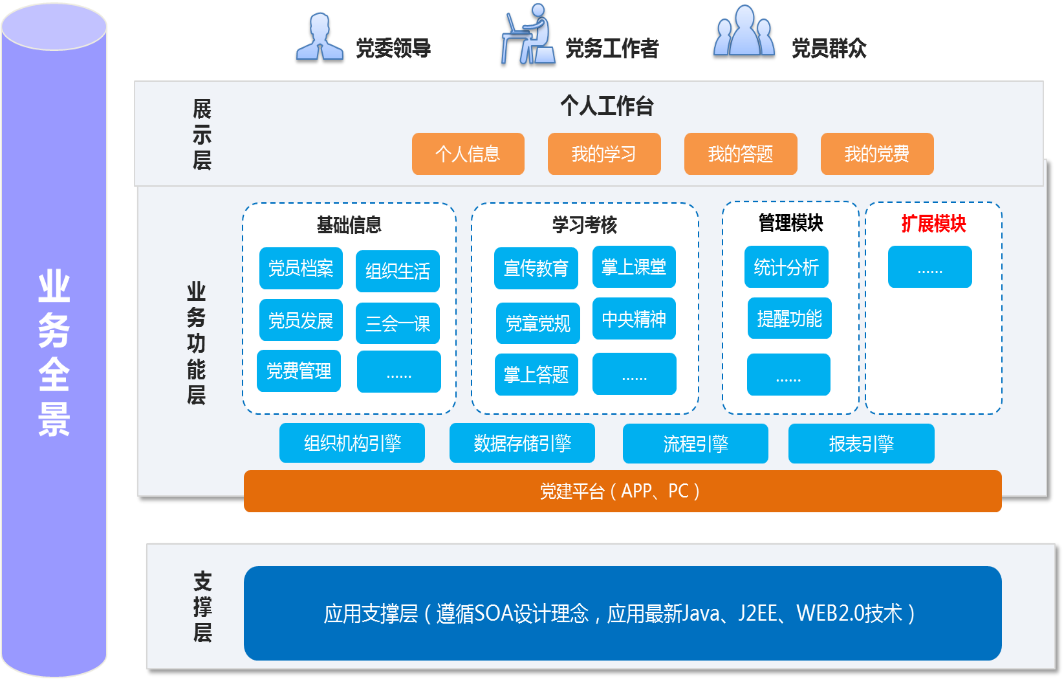 业务全景
党委领导
党务工作者
党员群众
展示层
个人工作台
个人信息
我的学习
我的答题
我的党费
业务功能层
基础信息
党员档案
组织生活
党员发展
三会一课
党费管理
......
学习考核
宣传教育
掌上课堂
党章党规
中央精神
掌上答题
......
管理模块
统计分析
提醒功能
......
扩展模块
......
组织机构引擎
数据存储引擎
流程引擎
报表引擎
党建平台（APP、PC）
支撑层
应用支撑层（遵循SOA设计理念，应用最新Java、J2EE、WEB2.0技术）